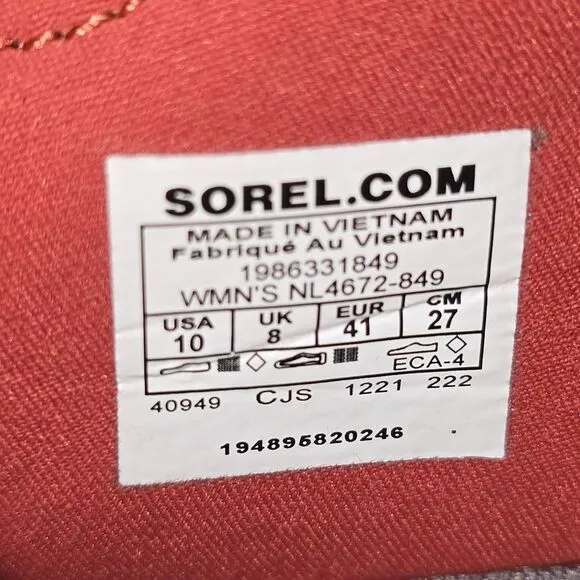 SOREL.COM
MADE IN VIETNAM
Fabriqué Au Vietnam
1986331849
WMN'S NL4672-849
USA UK EUR CM
10 8 41 27
ECA-4
40949 CJS 1221 222
194895820246